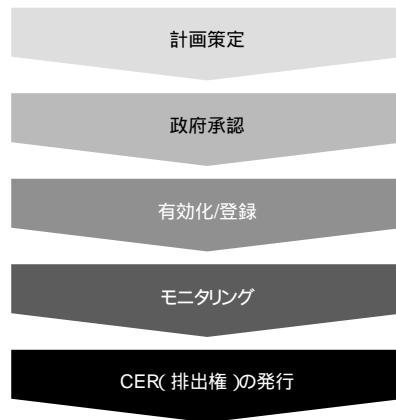 計画策定
政府承認
有効化/登録
モニタリング
CER(排出権)の発行